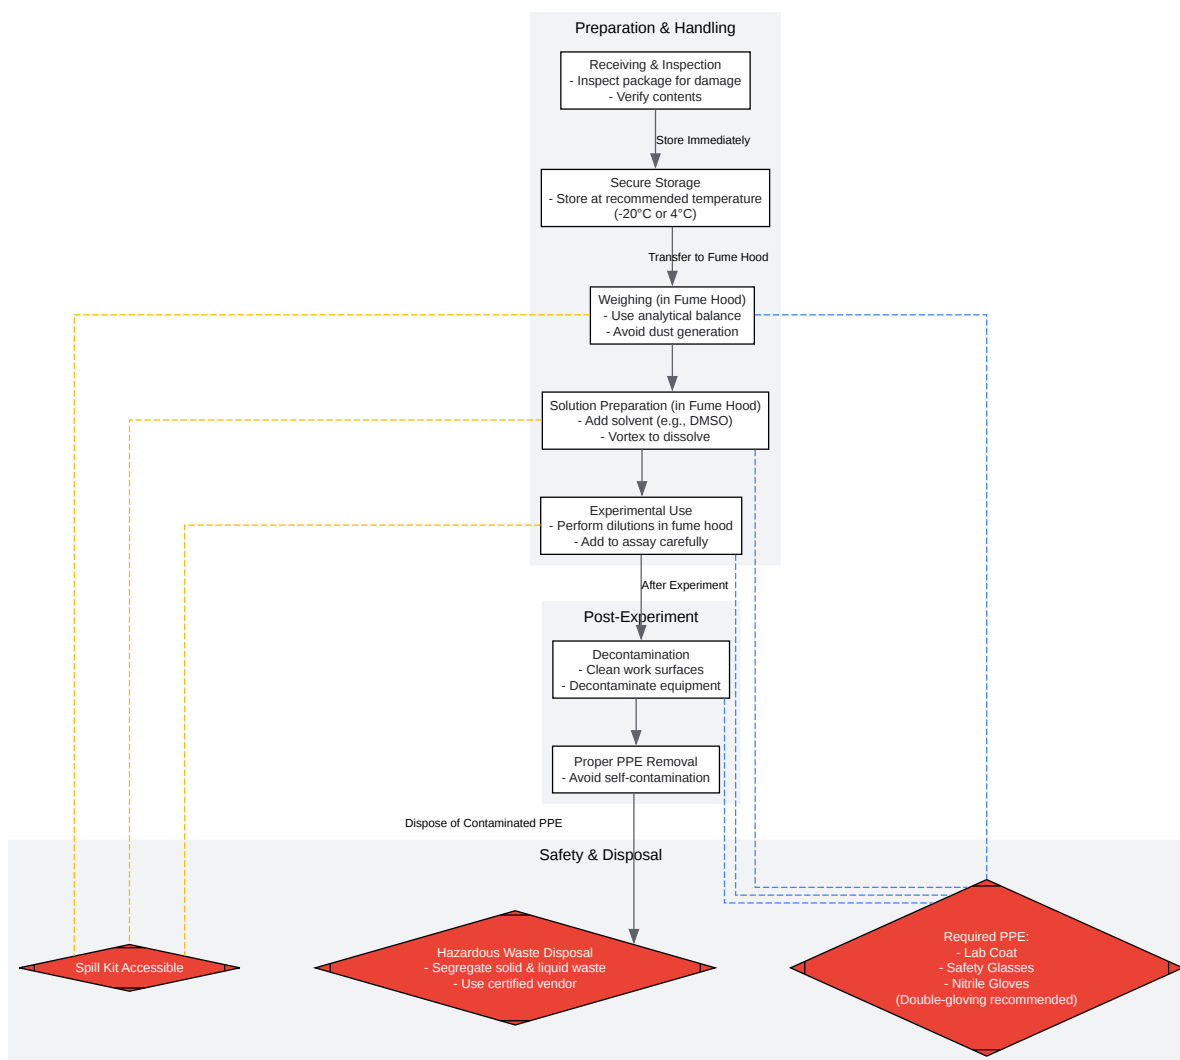 Preparation & Handling
Receiving & Inspection
- Inspect package for damage
- Verify contents
Store Immediately
Secure Storage
- Store at recommended temperature
(-20°C or 4°C)
Transfer to Fume Hood
Weighing (in Fume Hood)
- Use analytical balance
- Avoid dust generation
Solution Preparation (in Fume Hood)
- Add solvent (e.g., DMSO)
- Vortex to dissolve
Experimental Use
- Perform dilutions in fume hood
- Add to assay carefully
After Experiment
Post-Experiment
Decontamination
- Clean work surfaces
- Decontaminate equipment
Proper PPE Removal
- Avoid self-contamination
Dispose of Contaminated PPE
Safety & Disposal
Spill Kit Accessible
Hazardous Waste Disposal
- Segregate solid & liquid waste
- Use certified vendor
Required PPE:
- Lab Coat
- Safety Glasses
- Nitrile Gloves
(Double-gloving recommended)